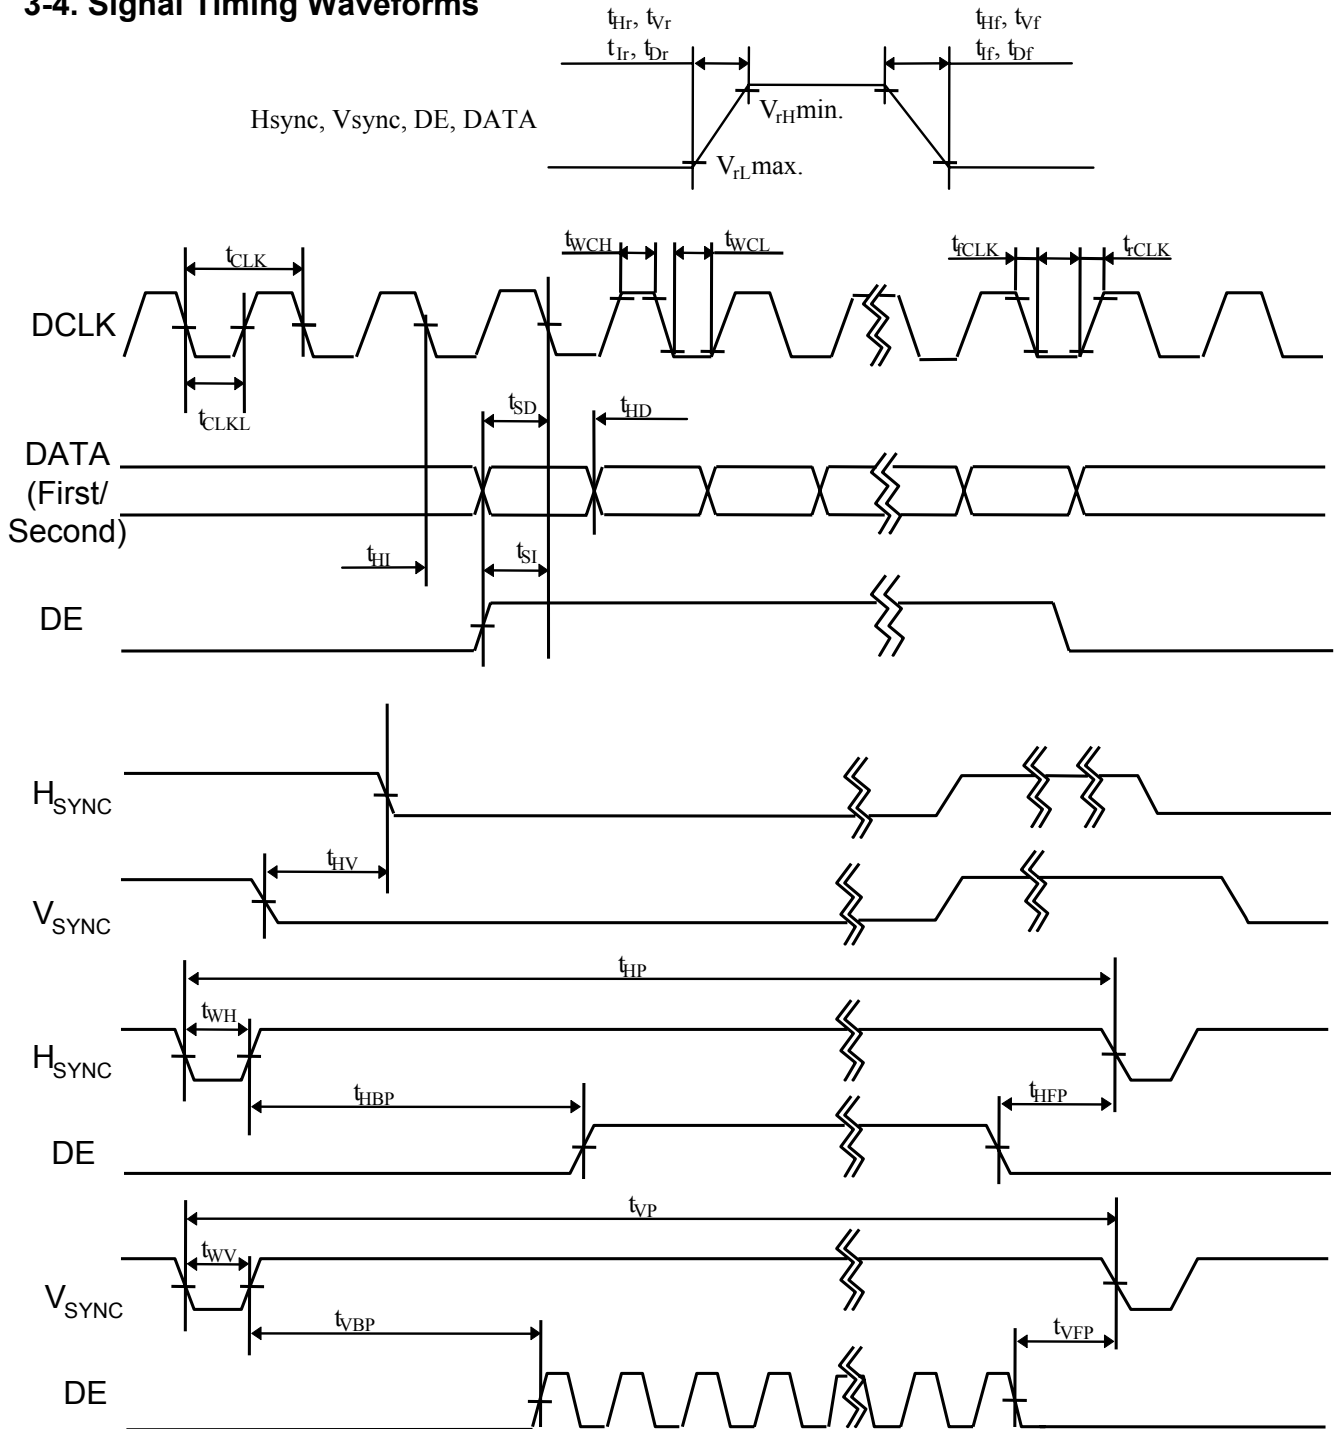 3-4. Signal Timing Waveforms
tHr, tVr
tIr, tDr
tHf, tVf
tIf, tDf
Hsync, Vsync, DE, DATA
VrHmin.
VrLmax.
tCLK
tWCH
tWCL
tfCLK
trCLK
DCLK
tCLKL
tSD
tHD
DATA
(First/
Second)
tHI
tSI
DE
HSYNC
tHV
VSYNC
tHP
tWH
HSYNC
tHBP
tHFP
DE
tVP
tWV
VSYNC
tVBP
tVFP
DE